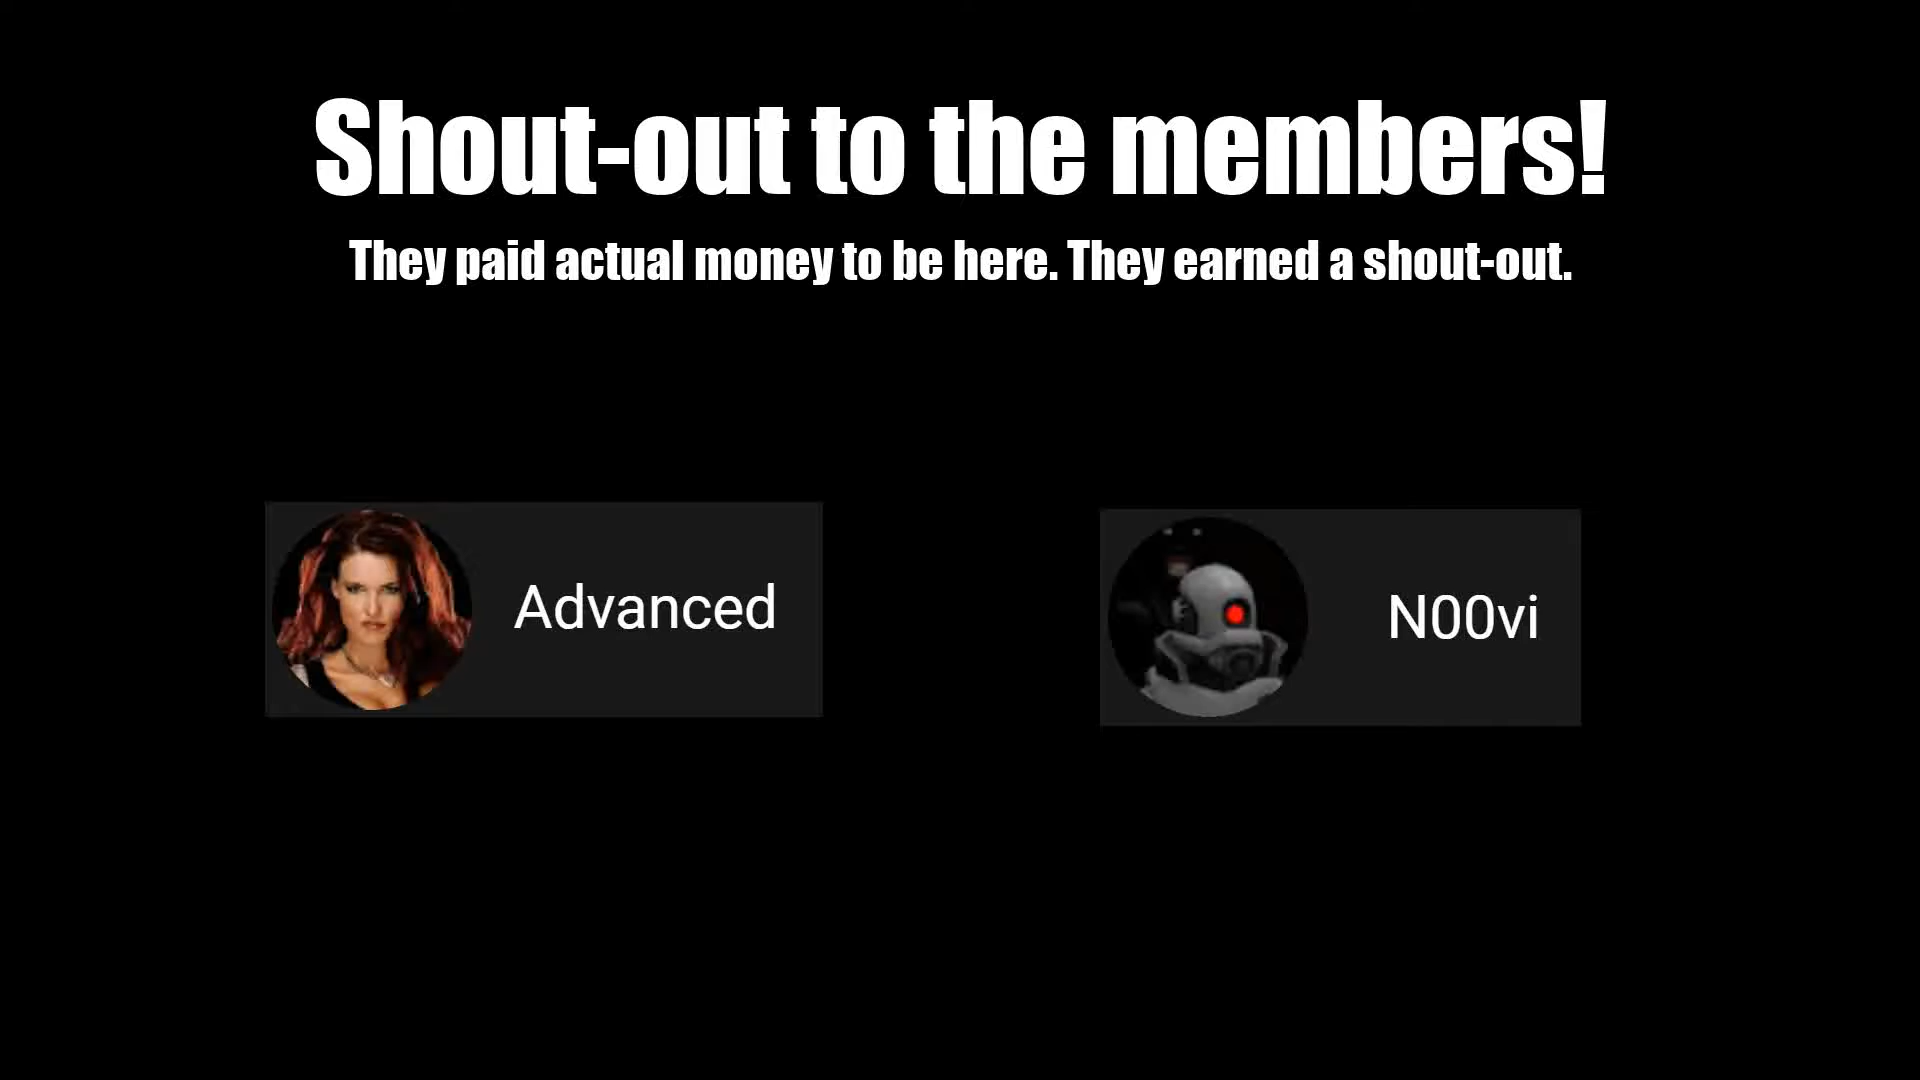 Shout-out to the members!
They paid actual money to be here. They earned a shout-out.
Advanced
N00vi